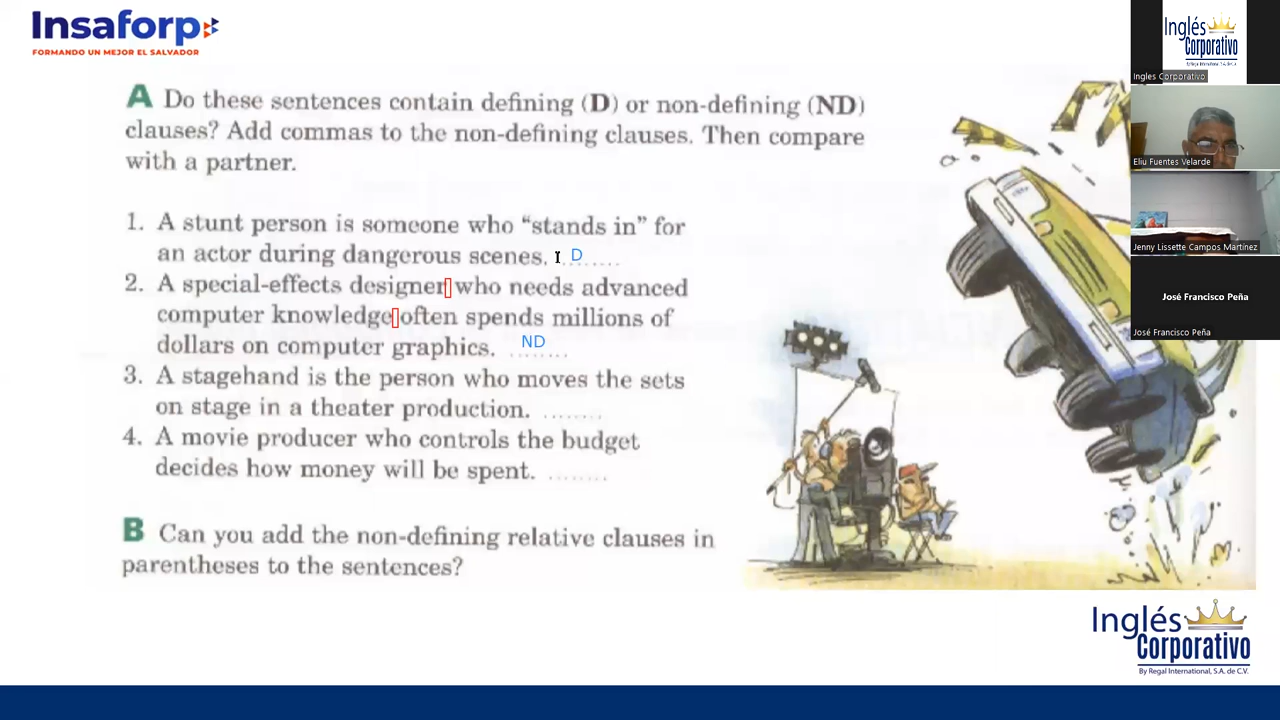 Insaforp
FORMANDO UN MEJOR EL SALVADOR
A Do these sentences contain defining (D) or non-defining (ND)
clauses? Add commas to the non-defining clauses. Then compare
with a partner.
1. A stunt person is someone who “stands in” for
an actor during dangerous scenes. ........ D
2. A special-effects designer who needs advanced
computer knowledge often spends millions of
dollars on computer graphics. ........ ND
3. A stagehand is the person who moves the sets
on stage in a theater production. ........
4. A movie producer who controls the budget
decides how money will be spent. ........
B Can you add the non-defining relative clauses in
parentheses to the sentences?
Inglés
Corporativo
By Regal International, S.A. de C.V.
Inglés
Corporativo
Ingles Corporativo
Eliu Fuentes Velarde
Jenny Lissette Campos Martinez
José Francisco Peña
José Francisco Peña